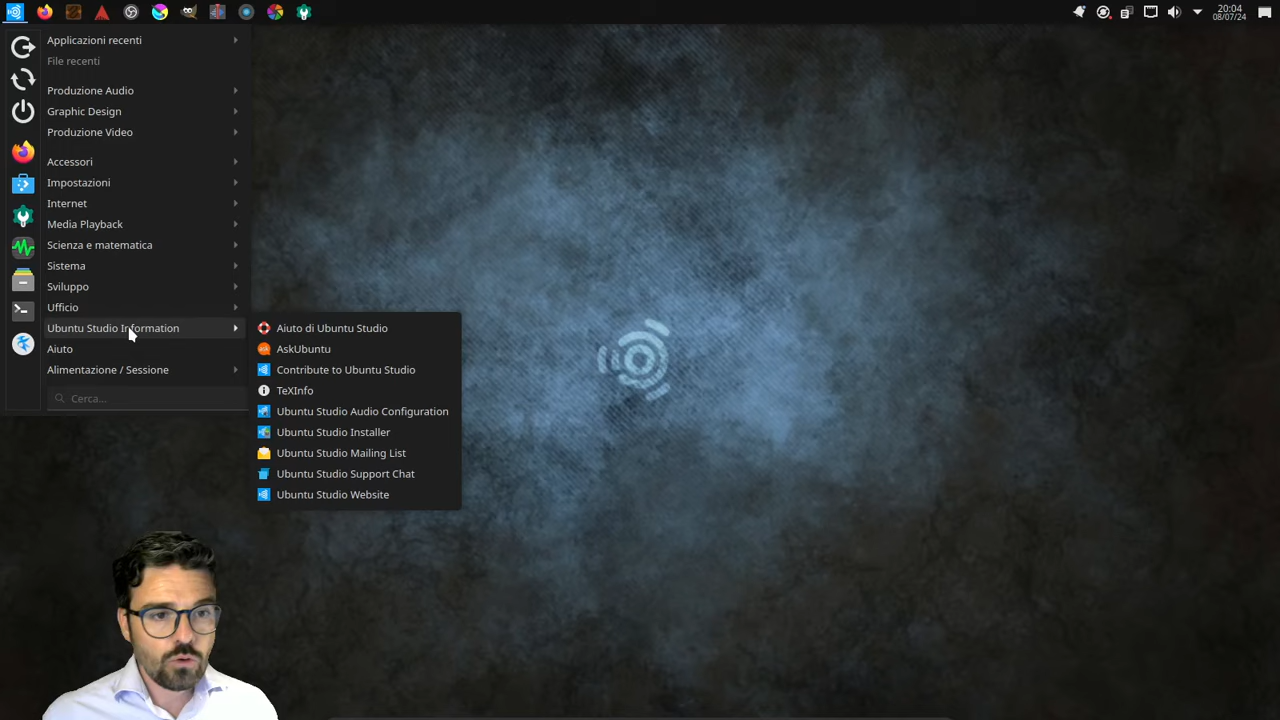 20:04
08/07/24
Applicazioni recenti
File recenti
Produzione Audio
Graphic Design
Produzione Video
Accessori
Impostazioni
Internet
Media Playback
Scienza e matematica
Sistema
Sviluppo
Ufficio
Ubuntu Studio Information
Aiuto
Alimentazione / Sessione
Cerca...
Aiuto di Ubuntu Studio
AskUbuntu
Contribute to Ubuntu Studio
TeXInfo
Ubuntu Studio Audio Configuration
Ubuntu Studio Installer
Ubuntu Studio Mailing List
Ubuntu Studio Support Chat
Ubuntu Studio Website